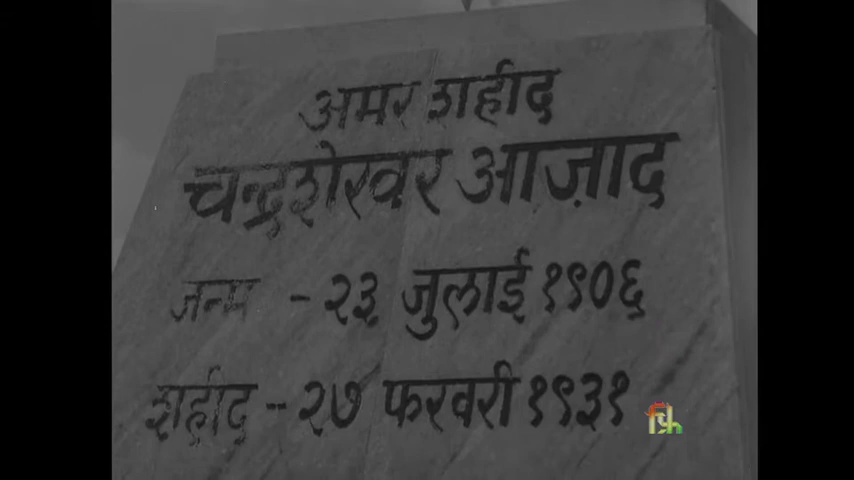 अमर शहीद
चन्द्रशेखर आज़ाद
जन्म - २३ जुलाई १९०६
शहीद - २७ फरवरी १९३१